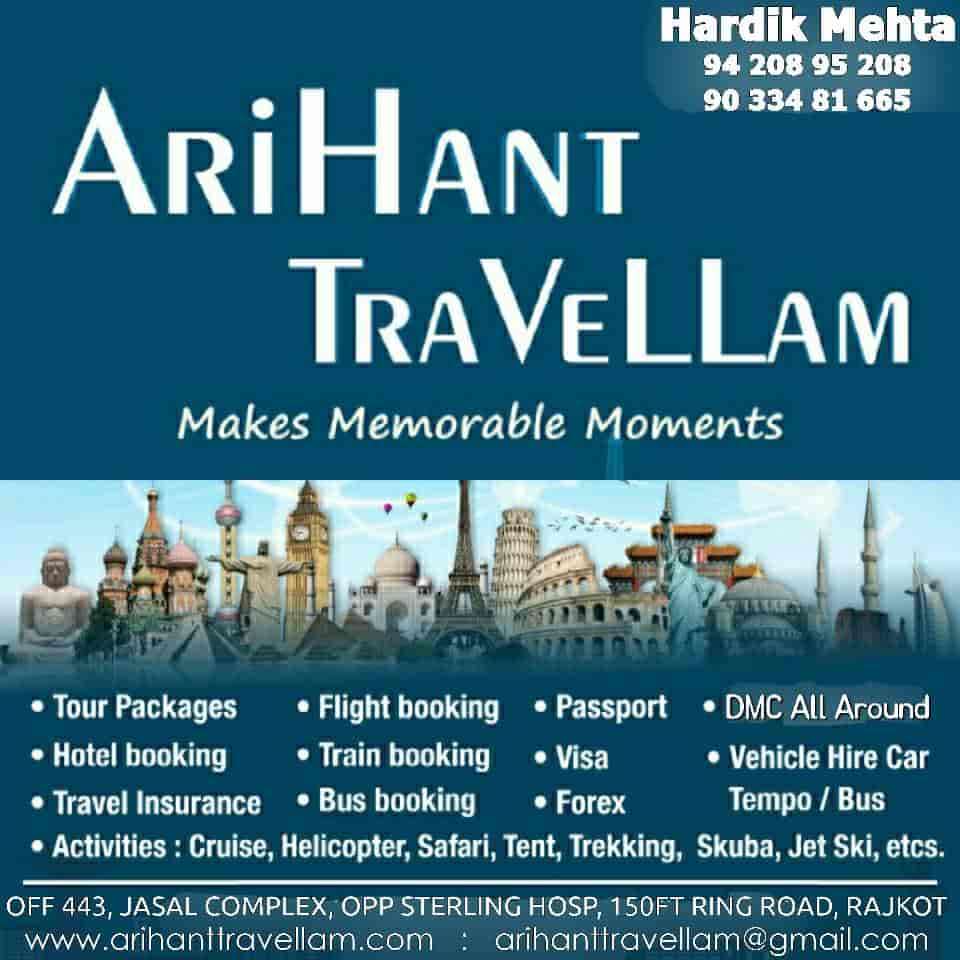 Hardik Mehta
94 208 95 208
90 334 81 665
AriHant
TraVeLLam
Makes Memorable Moments
• Tour Packages • Flight booking • Passport • DMC All Around
• Hotel booking • Train booking • Visa • Vehicle Hire Car
• Travel Insurance • Bus booking • Forex Tempo / Bus
• Activities : Cruise, Helicopter, Safari, Tent, Trekking, Skuba, Jet Ski, etcs.
OFF 443, JASAL COMPLEX, OPP STERLING HOSP, 150FT RING ROAD, RAJKOT
www.arihanttravellam.com : arihanttravellam@gmail.com